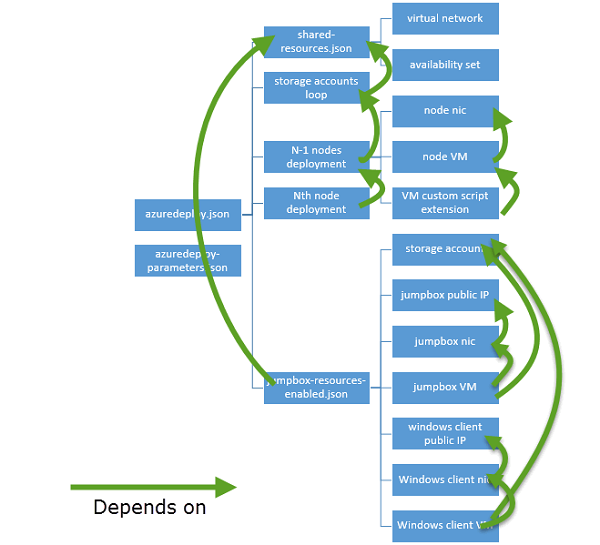 shared-
resources.json
virtual network
availability set
storage accounts
loop
N-1 nodes
deployment
node nic
node VM
Nth node
deployment
VM custom script
extension
azuredeploy.json
azuredeploy-
parameters.json
storage account
jumpbox public IP
jumpbox nic
jumpbox-resources-
enabled.json
jumpbox VM
windows client
public IP
Windows client nic
Windows client VM
Depends on